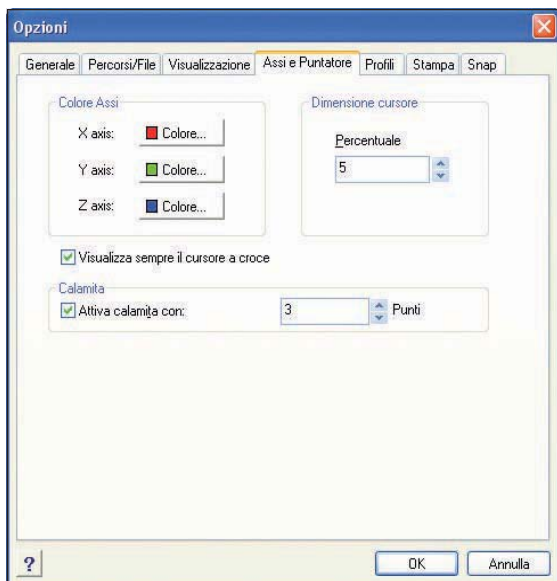 Opzioni
Generale Percorsi/File Visualizzazione Assi e Puntatore Profili Stampa Snap
Colore Assi
X axis: Colore...
Y axis: Colore...
Z axis: Colore...
Dimensione cursore
Percentuale
5
Visualizza sempre il cursore a croce
Calamita
Attiva calamita con: 3 Punti
? OK Annulla